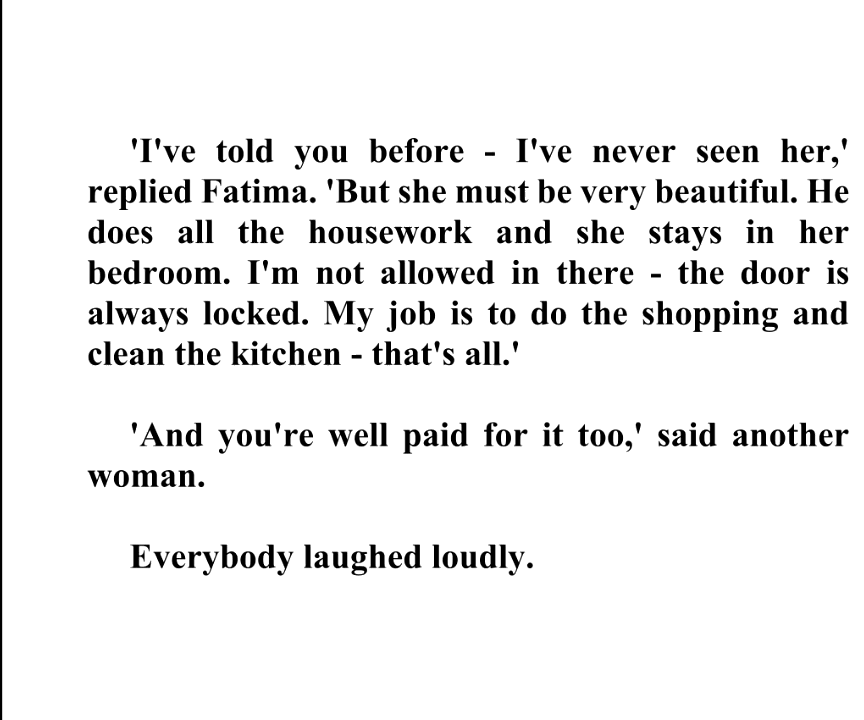 'I've told you before - I've never seen her,'
replied Fatima. 'But she must be very beautiful. He
does all the housework and she stays in her
bedroom. I'm not allowed in there - the door is
always locked. My job is to do the shopping and
clean the kitchen - that's all.'
'And you're well paid for it too,' said another
woman.
Everybody laughed loudly.